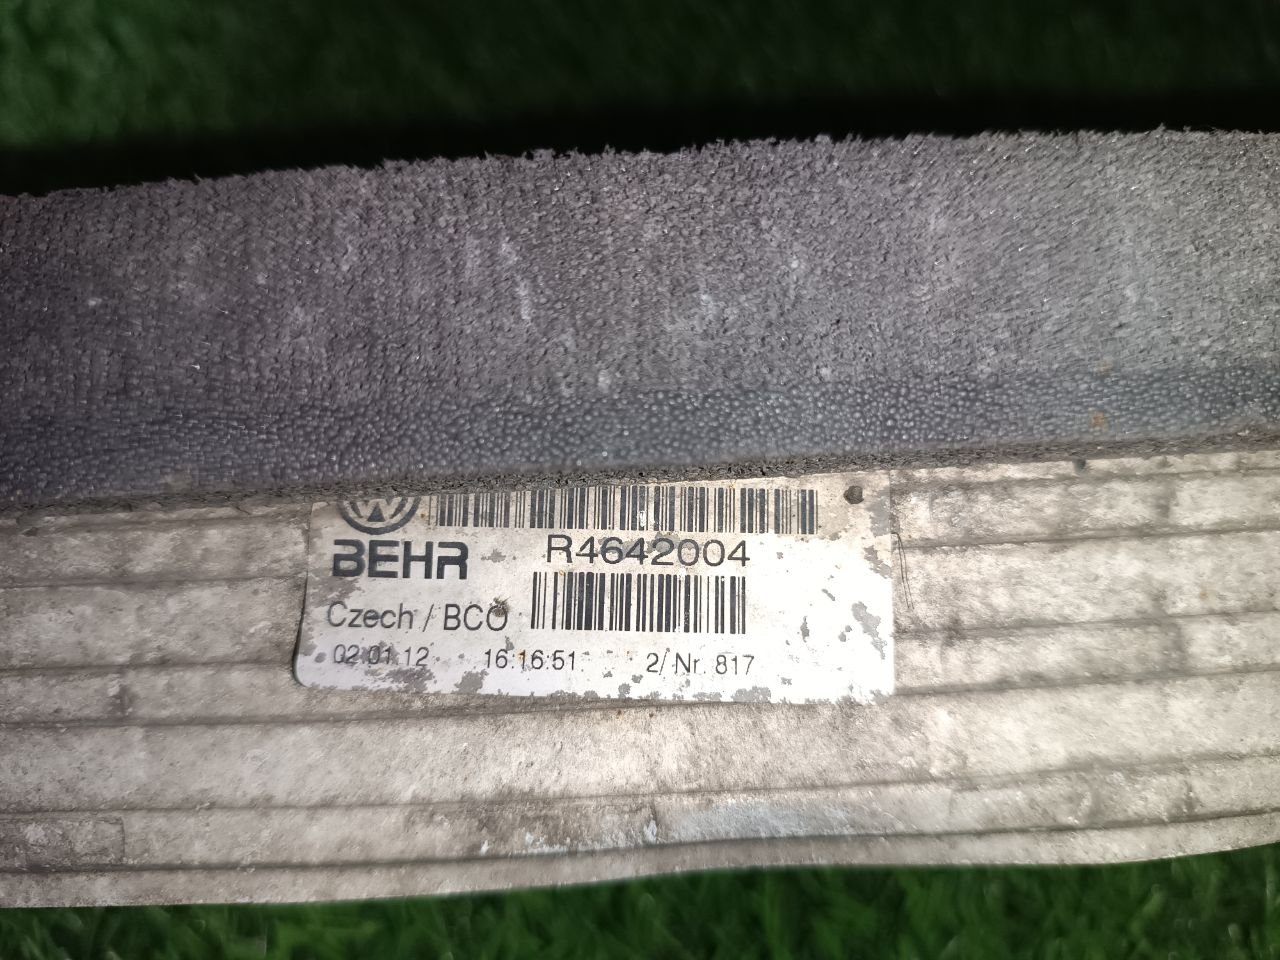 BEHR
R4642004
Czech / BCO
02.01.12 16:16:51 2/ Nr. 817